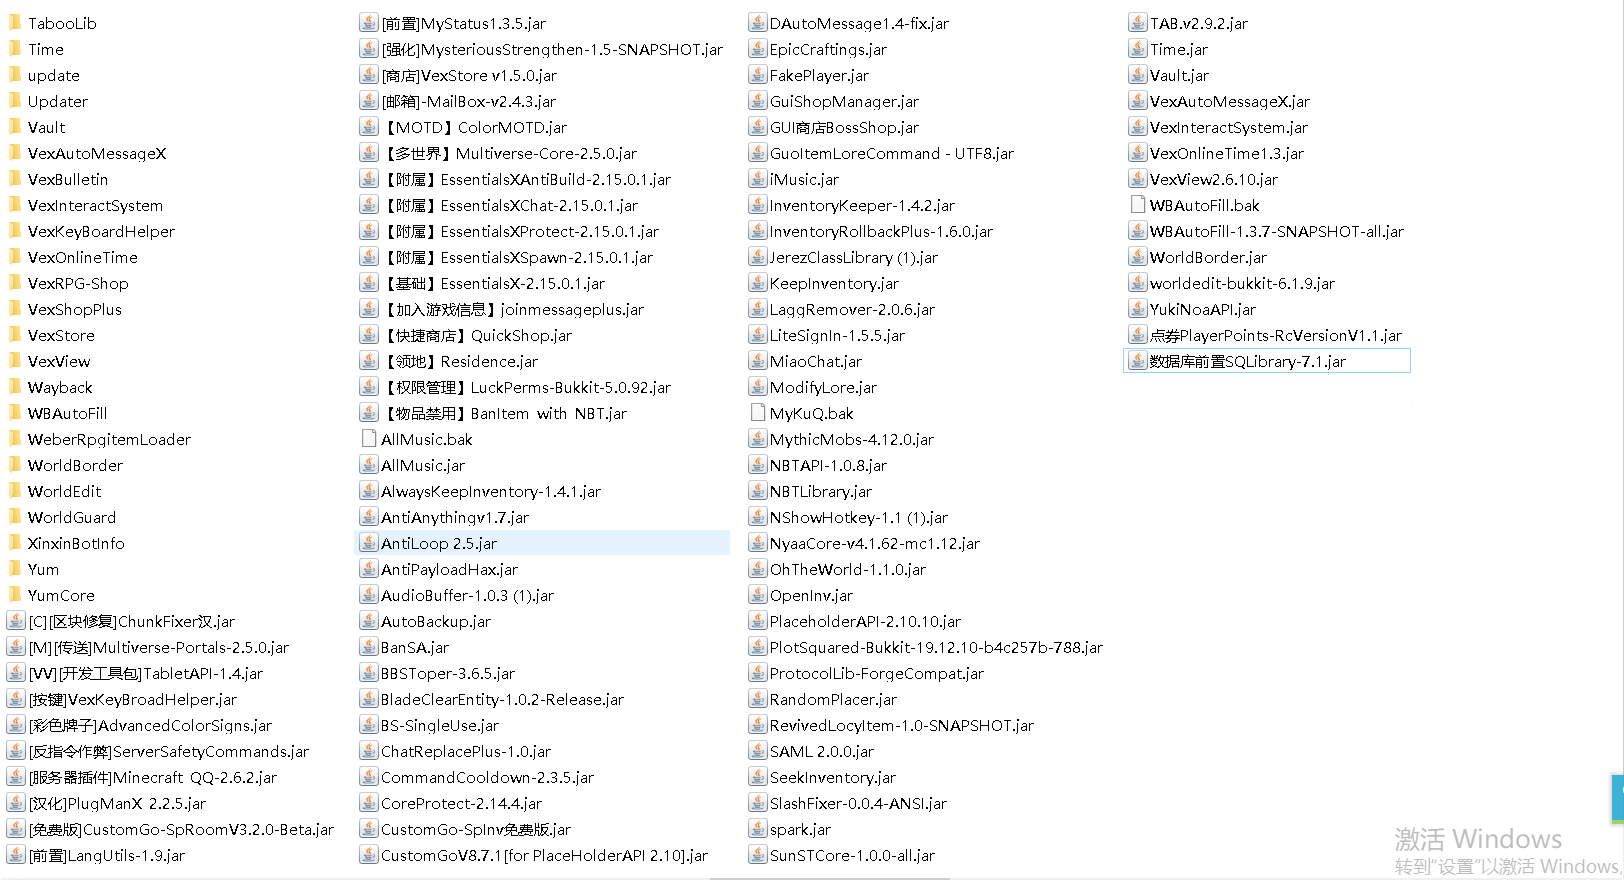 TabooLib
Time
update
Updater
Vault
VexAutoMessageX
VexBulletin
VexInteractSystem
VexKeyBoardHelper
VexOnlineTime
VexRPG-Shop
VexShopPlus
VexStore
VexView
Wayback
WBAutoFill
WeberRpgitemLoader
WorldBorder
WorldEdit
WorldGuard
XinxinBotInfo
Yum
YumCore
[C][区块修复]ChunkFixer汉.jar
[M][传送]Multiverse-Portals-2.5.0.jar
[VV][开发工具包]TabletAPI-1.4.jar
[按键]VexKeyBroadHelper.jar
[彩色牌子]AdvancedColorSigns.jar
[反指令作弊]ServerSafetyCommands.jar
[服务器插件]Minecraft_QQ-2.6.2.jar
[汉化]PlugManX_2.2.5.jar
[免费版]CustomGo-SpRoomV3.2.0-Beta.jar
[前置]LangUtils-1.9.jar
[前置]MyStatus1.3.5.jar
[强化]MysteriousStrengthen-1.5-SNAPSHOT.jar
[商店]VexStore v1.5.0.jar
[邮箱]-MailBox-v2.4.3.jar
【MOTD】ColorMOTD.jar
【多世界】Multiverse-Core-2.5.0.jar
【附属】EssentialsXAntiBuild-2.15.0.1.jar
【附属】EssentialsXChat-2.15.0.1.jar
【附属】EssentialsXProtect-2.15.0.1.jar
【附属】EssentialsXSpawn-2.15.0.1.jar
【基础】EssentialsX-2.15.0.1.jar
【加入游戏信息】joinmessageplus.jar
【快捷商店】QuickShop.jar
【领地】Residence.jar
【权限管理】LuckPerms-Bukkit-5.0.92.jar
【物品禁用】BanItem_with_NBT.jar
AllMusic.bak
AllMusic.jar
AlwaysKeepInventory-1.4.1.jar
AntiAnythingv1.7.jar
AntiLoop 2.5.jar
AntiPayloadHax.jar
AudioBuffer-1.0.3 (1).jar
AutoBackup.jar
BanSA.jar
BBSToper-3.6.5.jar
BladeClearEntity-1.0.2-Release.jar
BS-SingleUse.jar
ChatReplacePlus-1.0.jar
CommandCooldown-2.3.5.jar
CoreProtect-2.14.4.jar
CustomGo-SpInv免费版.jar
CustomGoV8.7.1[for PlaceHolderAPI 2.10].jar
DAutoMessage1.4-fix.jar
EpicCraftings.jar
FakePlayer.jar
GuiShopManager.jar
GUI商店BossShop.jar
GuoItemLoreCommand - UTF8.jar
iMusic.jar
InventoryKeeper-1.4.2.jar
InventoryRollbackPlus-1.6.0.jar
JerezClassLibrary (1).jar
KeepInventory.jar
LaggRemover-2.0.6.jar
LiteSignIn-1.5.5.jar
MiaoChat.jar
ModifyLore.jar
MyKuQ.bak
MythicMobs-4.12.0.jar
NBTAPI-1.0.8.jar
NBTLibrary.jar
NShowHotkey-1.1 (1).jar
NyaaCore-v4.1.62-mc1.12.jar
OhTheWorld-1.1.0.jar
OpenInv.jar
PlaceholderAPI-2.10.10.jar
PlotSquared-Bukkit-19.12.10-b4c257b-788.jar
ProtocolLib-ForgeCompat.jar
RandomPlacer.jar
RevivedLocyItem-1.0-SNAPSHOT.jar
SAML 2.0.0.jar
SeekInventory.jar
SlashFixer-0.0.4-ANSI.jar
spark.jar
SunSTCore-1.0.0-all.jar
TAB.v2.9.2.jar
Time.jar
Vault.jar
VexAutoMessageX.jar
VexInteractSystem.jar
VexOnlineTime1.3.jar
VexView2.6.10.jar
WBAutoFill.bak
WBAutoFill-1.3.7-SNAPSHOT-all.jar
WorldBorder.jar
worldedit-bukkit-6.1.9.jar
YukiNoaAPI.jar
点券PlayerPoints-RcVersionV1.1.jar
数据库前置SQLibrary-7.1.jar
激活 Windows
转到“设置”以激活 Windows。